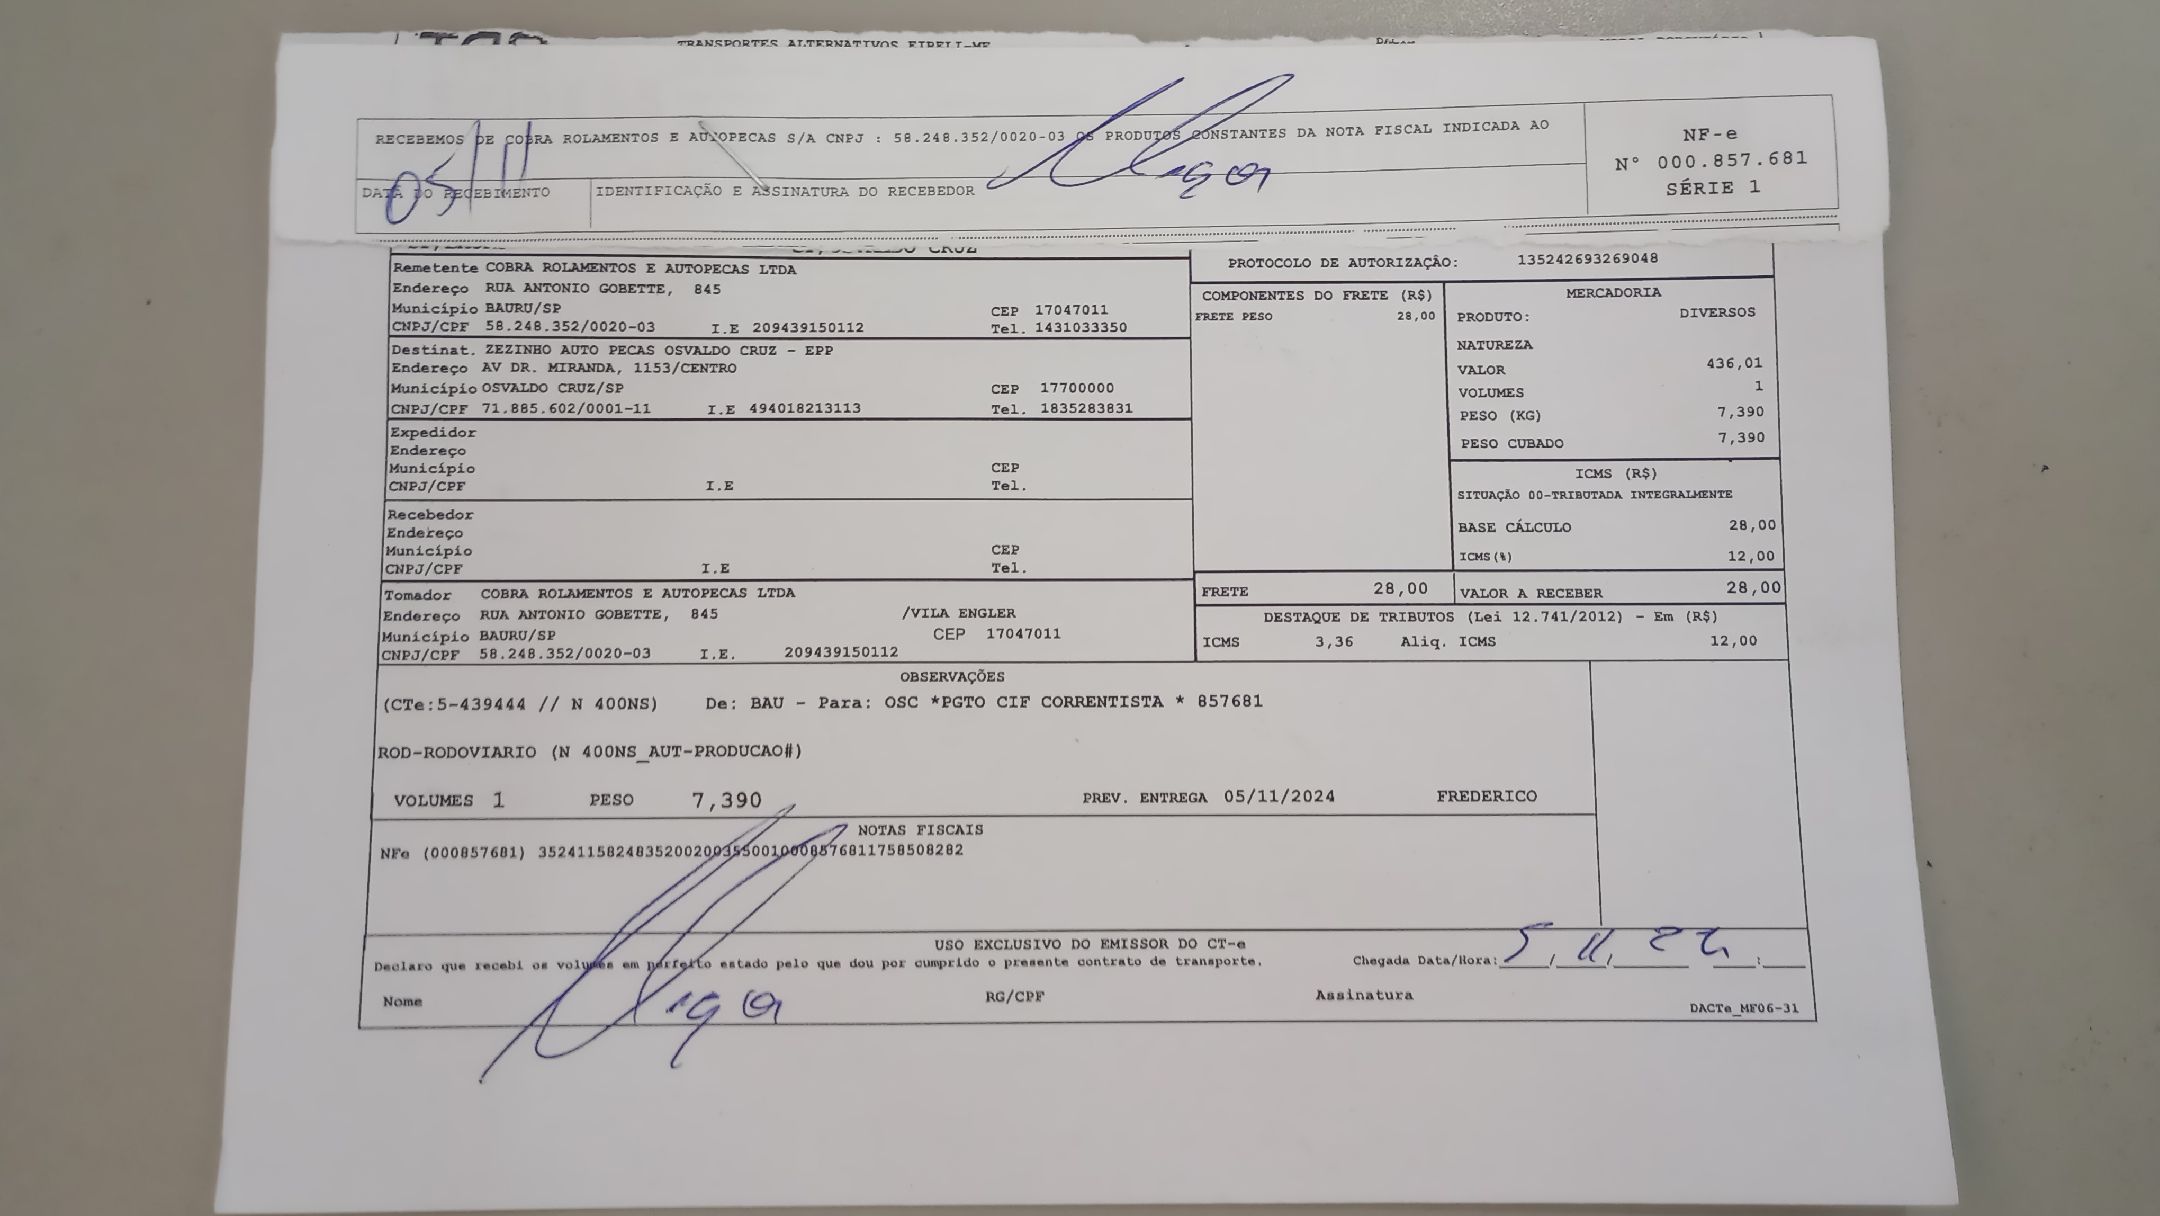 TRANSPORTES ALTERNATIVOS EIRELI-ME
RECEBEMOS DE COBRA ROLAMENTOS E AUTOPECAS S/A CNPJ : 58.248.352/0020-03 OS PRODUTOS CONSTANTES DA NOTA FISCAL INDICADA AO
NF-e
Nº 000.857.681
SÉRIE 1
05/11
DATA DO RECEBIMENTO IDENTIFICAÇÃO E ASSINATURA DO RECEBEDOR
Remetente COBRA ROLAMENTOS E AUTOPECAS LTDA
Endereço RUA ANTONIO GOBETTE, 845
Município BAURU/SP CEP 17047011
CNPJ/CPF 58.248.352/0020-03 I.E 209439150112 Tel. 1431033350
Destinat. ZEZINHO AUTO PECAS OSVALDO CRUZ - EPP
Endereço AV DR. MIRANDA, 1153/CENTRO
Município OSVALDO CRUZ/SP CEP 17700000
CNPJ/CPF 71.885.602/0001-11 I.E 494018213113 Tel. 1835283831
Expedidor
Endereço
Município CEP
CNPJ/CPF I.E Tel.
Recebedor
Endereço
Município CEP
CNPJ/CPF I.E Tel.
Tomador COBRA ROLAMENTOS E AUTOPECAS LTDA
Endereço RUA ANTONIO GOBETTE, 845 /VILA ENGLER
Município BAURU/SP CEP 17047011
CNPJ/CPF 58.248.352/0020-03 I.E. 209439150112
PROTOCOLO DE AUTORIZAÇÂO: 135242693269048
COMPONENTES DO FRETE (R$)
FRETE PESO 28,00
MERCADORIA
PRODUTO: DIVERSOS
NATUREZA
VALOR 436,01
VOLUMES 1
PESO (KG) 7,390
PESO CUBADO 7,390
ICMS (R$)
SITUAÇÃO 00-TRIBUTADA INTEGRALMENTE
BASE CÁLCULO 28,00
ICMS(%) 12,00
FRETE 28,00 VALOR A RECEBER 28,00
DESTAQUE DE TRIBUTOS (Lei 12.741/2012) - Em (R$)
ICMS 3,36 Aliq. ICMS 12,00
OBSERVAÇÕES
(CTe:5-439444 // N 400NS) De: BAU - Para: OSC *PGTO CIF CORRENTISTA * 857681
ROD-RODOVIARIO (N 400NS_AUT-PRODUCAO#)
VOLUMES 1 PESO 7,390 PREV. ENTREGA 05/11/2024 FREDERICO
NOTAS FISCAIS
NFe (000857681) 35241158248352002003550010008576811758508282
USO EXCLUSIVO DO EMISSOR DO CT-e
Declaro que recebi os volumes em perfeito estado pelo que dou por cumprido o presente contrato de transporte.
Chegada Data/Hora: 5/11/
Nome RG/CPF Assinatura
DACTe_MF06-31